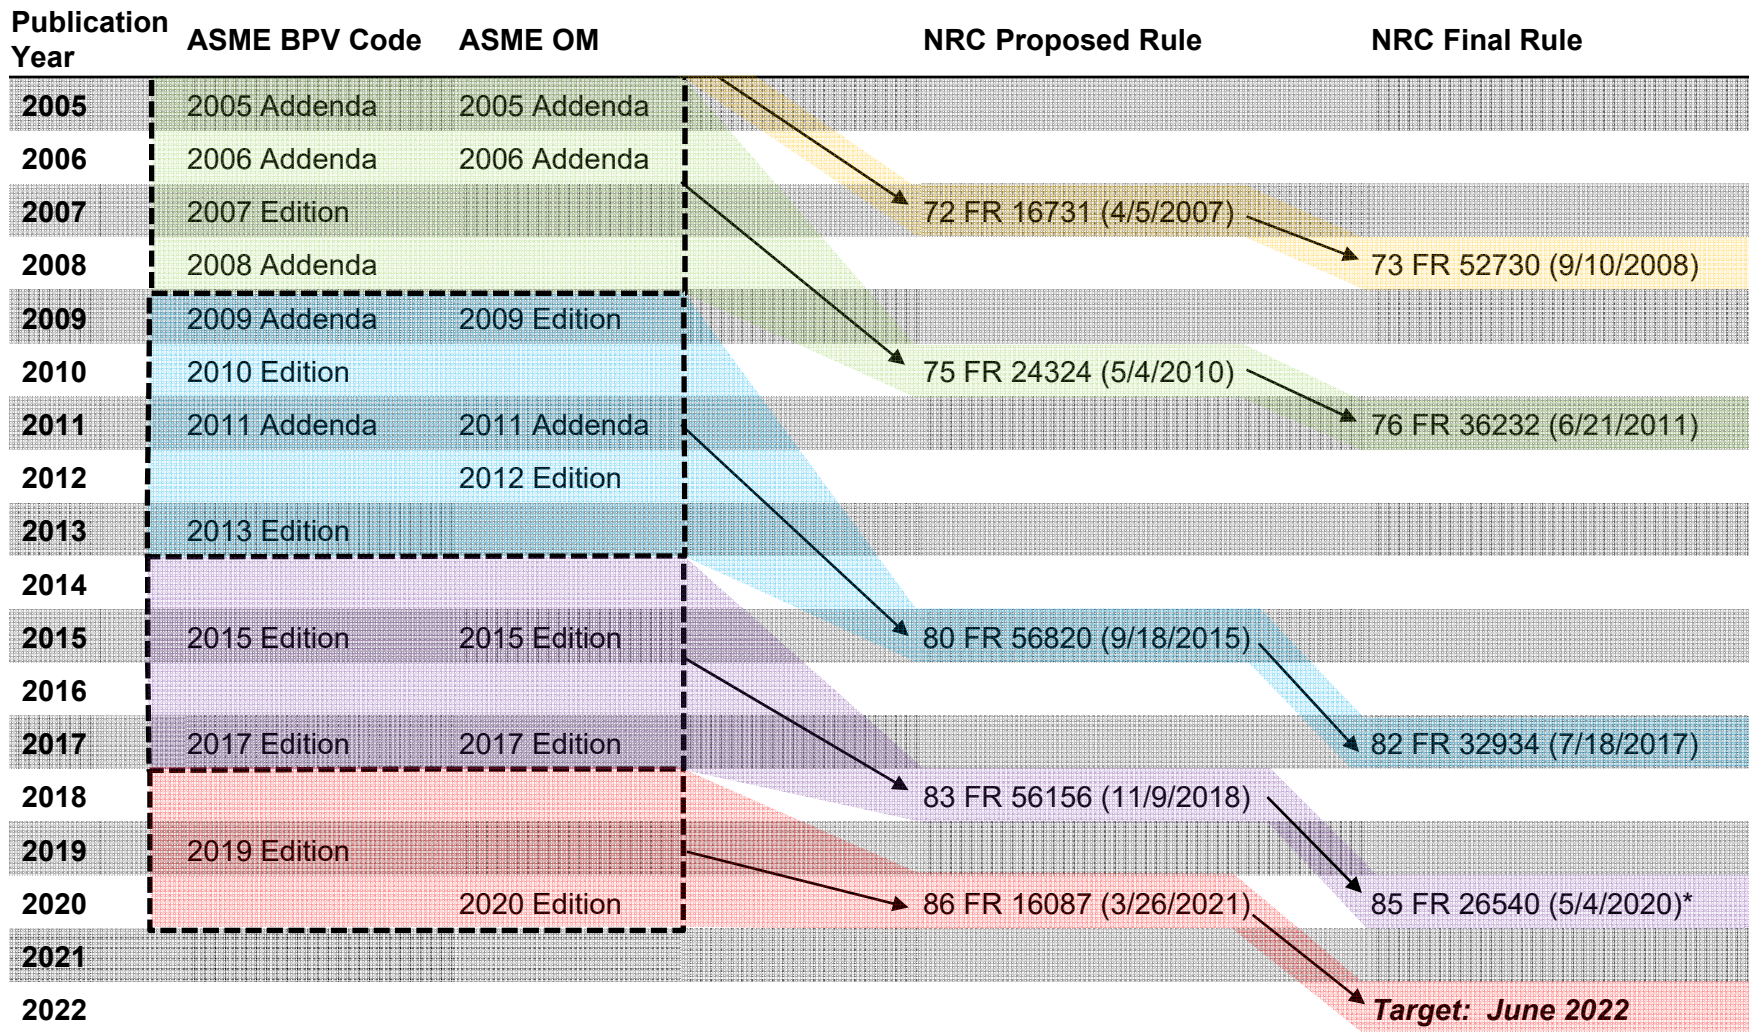 Publication Year ASME BPV Code ASME OM NRC Proposed Rule NRC Final Rule
2005 2005 Addenda 2005 Addenda
2006 2006 Addenda 2006 Addenda
2007 2007 Edition 72 FR 16731 (4/5/2007)
2008 2008 Addenda 73 FR 52730 (9/10/2008)
2009 2009 Addenda 2009 Edition
2010 2010 Edition 75 FR 24324 (5/4/2010)
2011 2011 Addenda 2011 Addenda 76 FR 36232 (6/21/2011)
2012 2012 Edition
2013 2013 Edition
2014
2015 2015 Edition 2015 Edition 80 FR 56820 (9/18/2015)
2016
2017 2017 Edition 2017 Edition 82 FR 32934 (7/18/2017)
2018 83 FR 56156 (11/9/2018)
2019 2019 Edition
2020 2020 Edition 86 FR 16087 (3/26/2021) 85 FR 26540 (5/4/2020)*
2021
2022 Target: June 2022